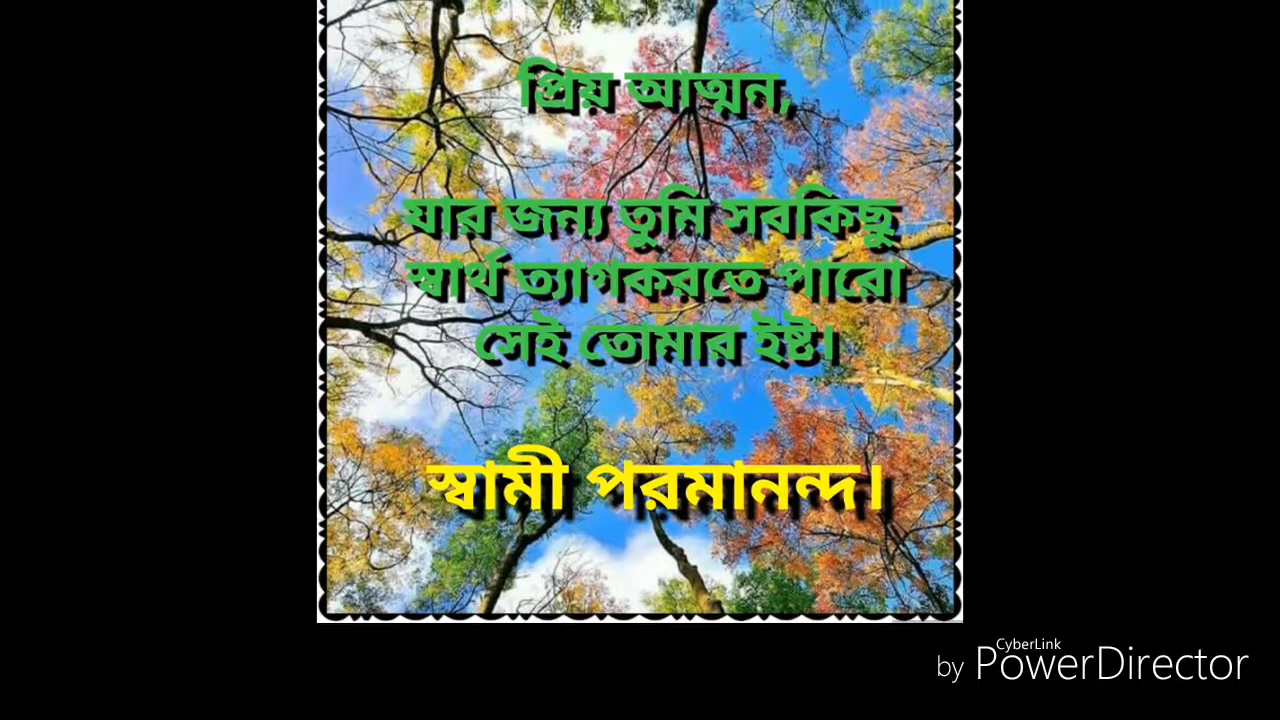 প্রিয় আত্মন,
যার জন্য তুমি সবকিছু
স্বার্থ ত্যাগকরতে পারো
সেই তোমার ইষ্ট।
স্বামী পরমানন্দ।
CyberLink
by PowerDirector